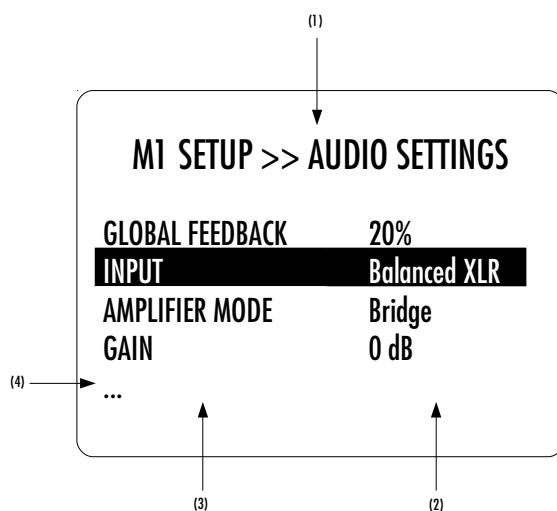 (1)
M1 SETUP >> AUDIO SETTINGS
GLOBAL FEEDBACK 20%
INPUT Balanced XLR
AMPLIFIER MODE Bridge
GAIN 0 dB
(4)
...
(3) (2)